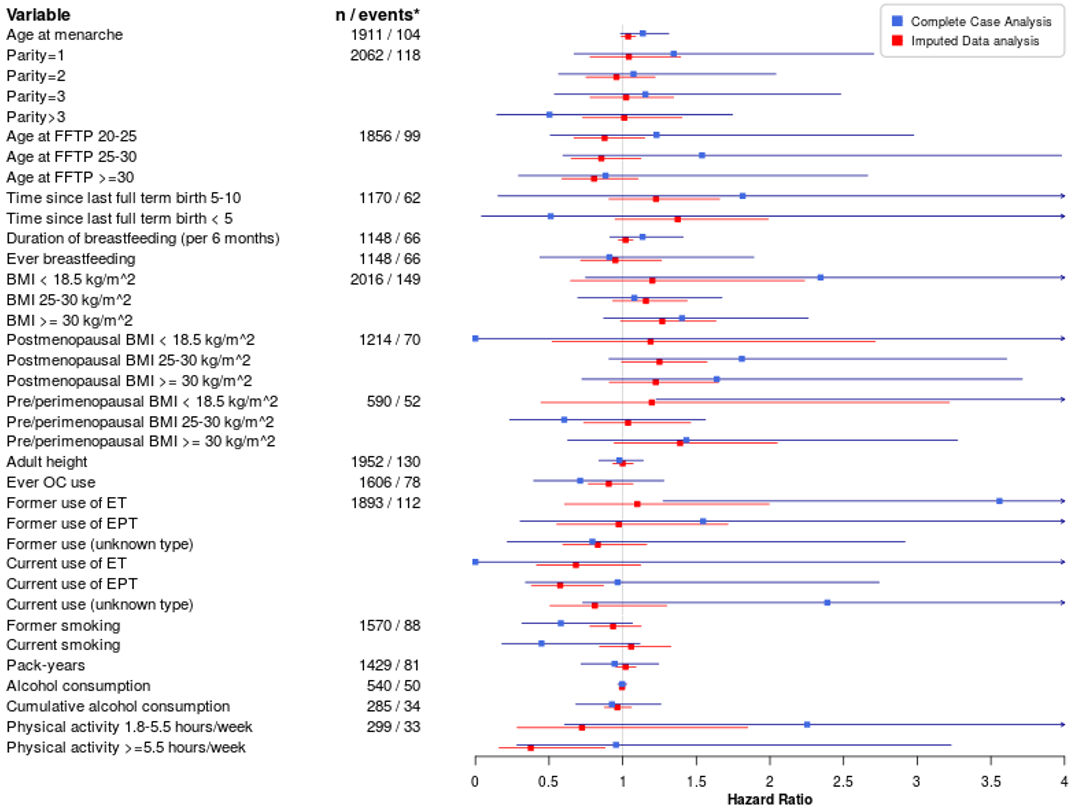 Variable n / events*
Complete Case Analysis
Imputed Data analysis
Age at menarche 1911 / 104
Parity=1 2062 / 118
Parity=2
Parity=3
Parity>3
Age at FFTP 20-25 1856 / 99
Age at FFTP 25-30
Age at FFTP >=30
Time since last full term birth 5-10 1170 / 62
Time since last full term birth < 5
Duration of breastfeeding (per 6 months) 1148 / 66
Ever breastfeeding 1148 / 66
BMI < 18.5 kg/m^2 2016 / 149
BMI 25-30 kg/m^2
BMI >= 30 kg/m^2
Postmenopausal BMI < 18.5 kg/m^2 1214 / 70
Postmenopausal BMI 25-30 kg/m^2
Postmenopausal BMI >= 30 kg/m^2
Pre/perimenopausal BMI < 18.5 kg/m^2 590 / 52
Pre/perimenopausal BMI 25-30 kg/m^2
Pre/perimenopausal BMI >= 30 kg/m^2
Adult height 1952 / 130
Ever OC use 1606 / 78
Former use of ET 1893 / 112
Former use of EPT
Former use (unknown type)
Current use of ET
Current use of EPT
Current use (unknown type)
Former smoking 1570 / 88
Current smoking
Pack-years 1429 / 81
Alcohol consumption 540 / 50
Cumulative alcohol consumption 285 / 34
Physical activity 1.8-5.5 hours/week 299 / 33
Physical activity >=5.5 hours/week
0 0.5 1 1.5 2 2.5 3 3.5 4
Hazard Ratio